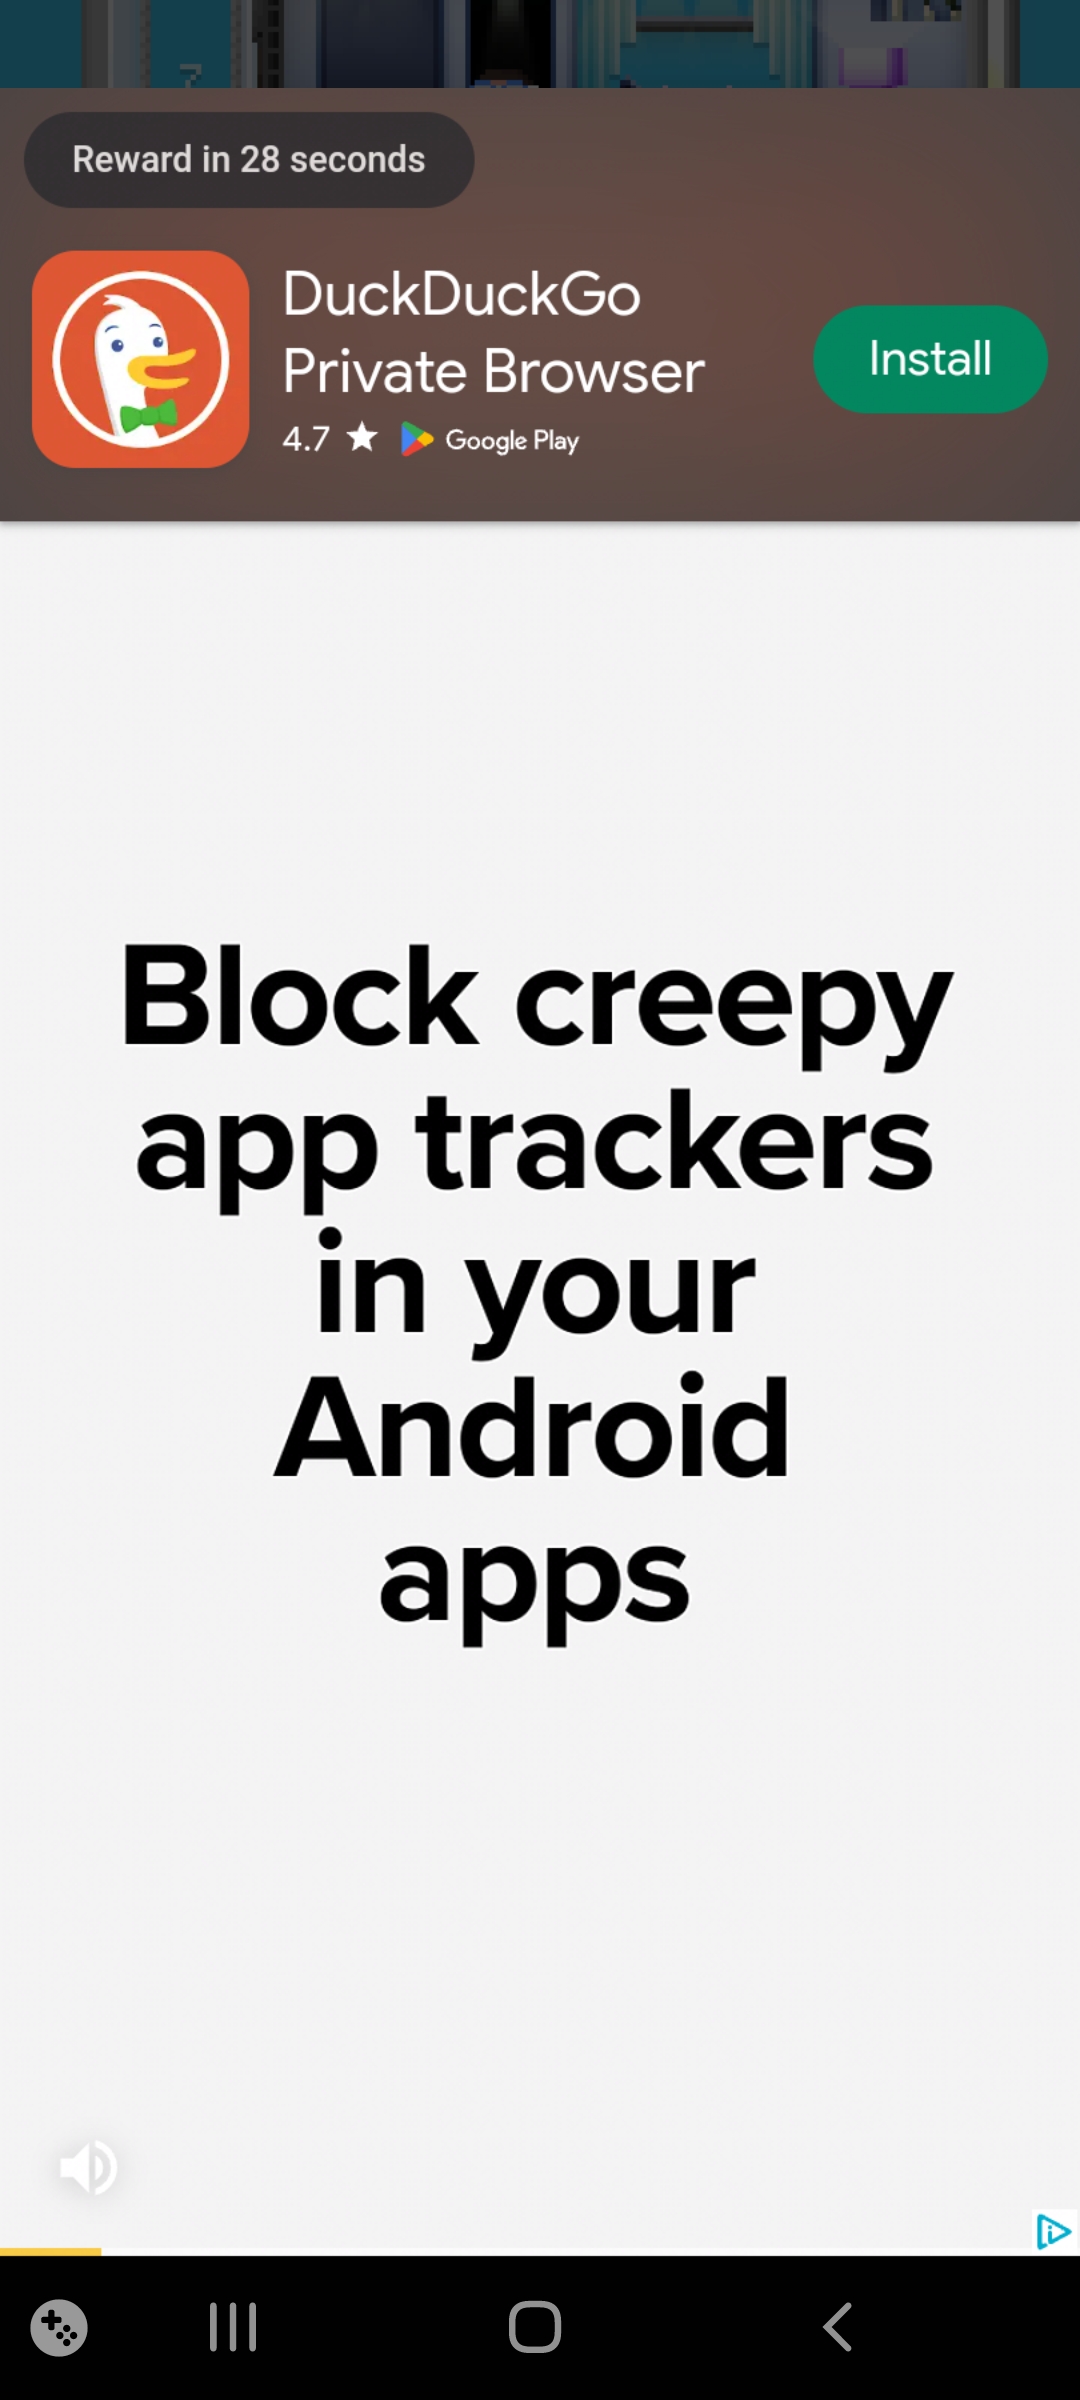 Reward in 28 seconds
DuckDuckGo
Private Browser
4.7 ★ Google Play
Install
Block creepy
app trackers
in your
Android
apps